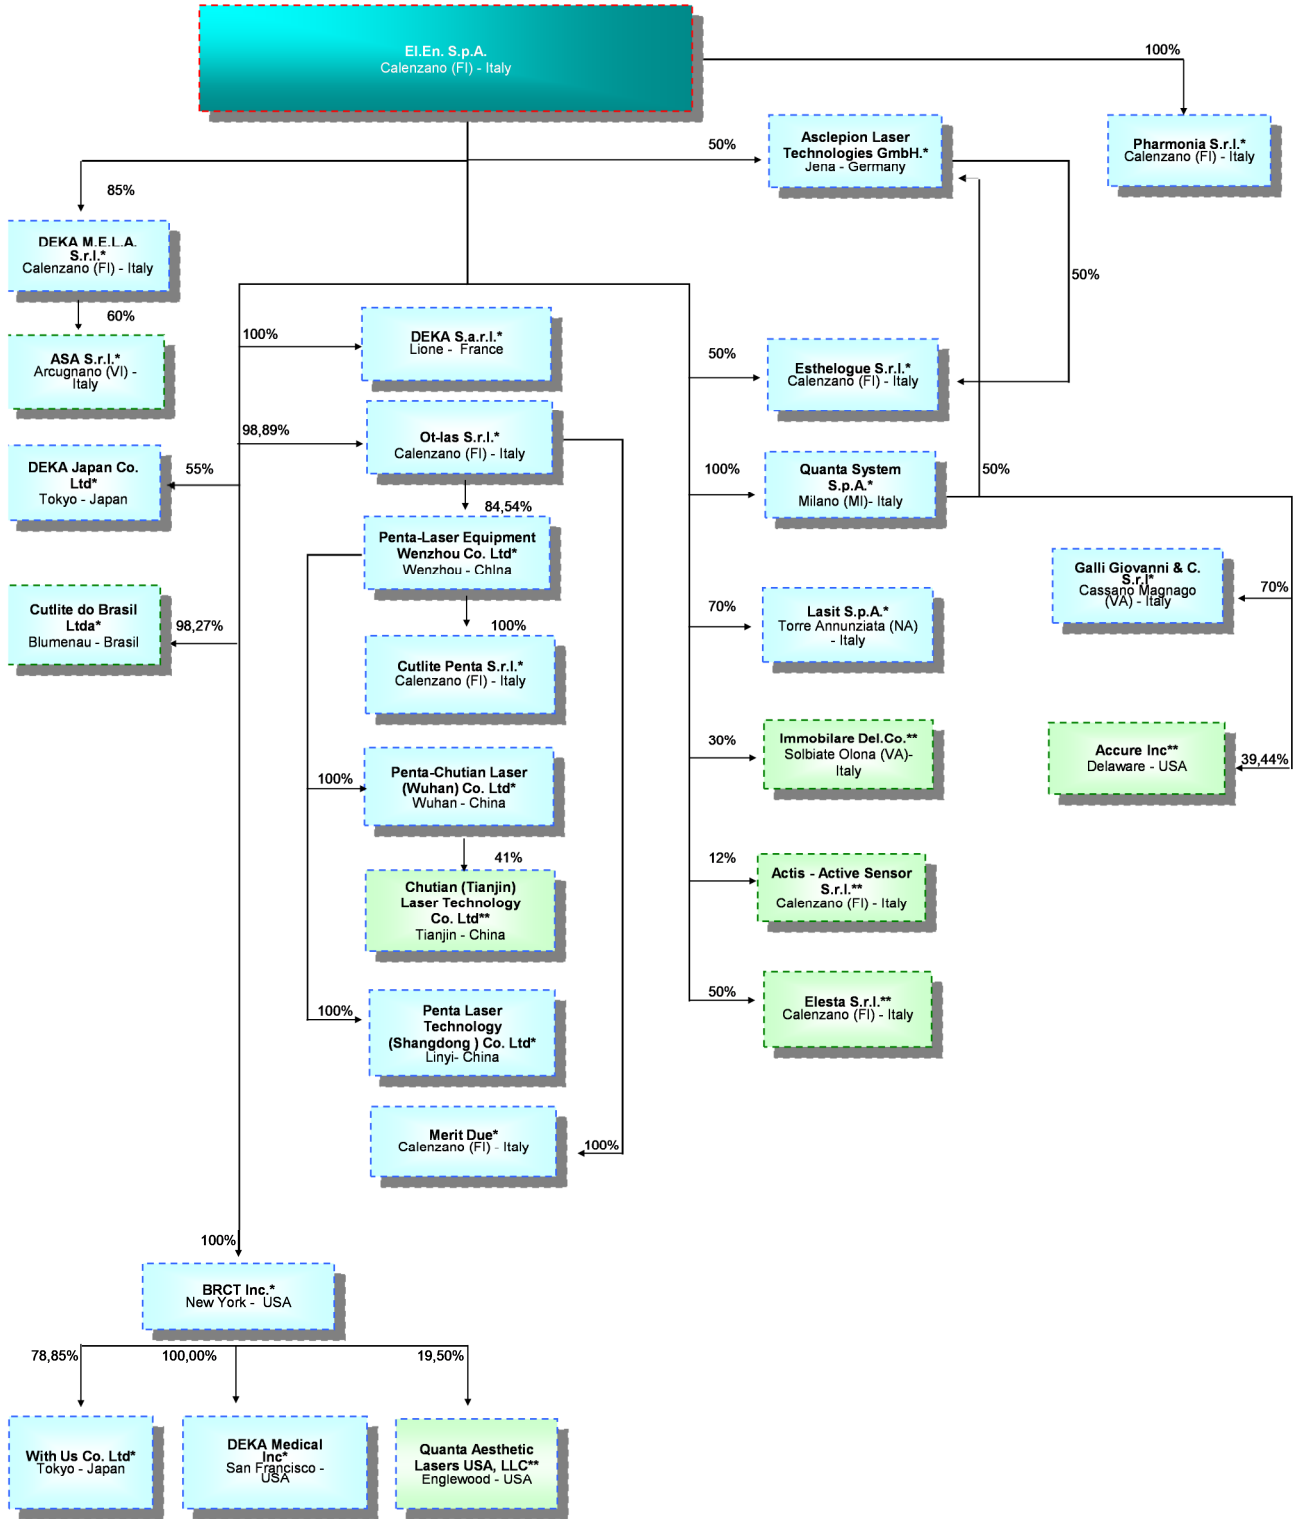 El.En. S.p.A.
Calenzano (FI) - Italy
100%
Pharmonia S.r.l.*
Calenzano (FI) - Italy
50%
Asclepion Laser
Technologies GmbH.*
Jena - Germany
50%
85%
DEKA M.E.L.A.
S.r.l.*
Calenzano (FI) - Italy
60%
ASA S.r.l.*
Arcugnano (VI) -
Italy
100%
DEKA S.a.r.l.*
Lione - France
50%
Esthelogue S.r.l.*
Calenzano (FI) - Italy
98,89%
Ot-las S.r.l.*
Calenzano (FI) - Italy
55%
DEKA Japan Co.
Ltd*
Tokyo - Japan
100%
Quanta System
S.p.A.*
Milano (MI)- Italy
50%
84,54%
Penta-Laser Equipment
Wenzhou Co. Ltd*
Wenzhou - China
Galli Giovanni & C.
S.r.l*
Cassano Magnago
(VA) - Italy
70%
98,27%
Cutlite do Brasil
Ltda*
Blumenau - Brasil
100%
Cutlite Penta S.r.l.*
Calenzano (FI) - Italy
70%
Lasit S.p.A.*
Torre Annunziata (NA)
- Italy
100%
Penta-Chutian Laser
(Wuhan) Co. Ltd*
Wuhan - China
30%
Immobilare Del.Co.**
Solbiate Olona (VA)-
Italy
Accure Inc**
Delaware - USA
39,44%
41%
Chutian (Tianjin)
Laser Technology
Co. Ltd**
Tianjin - China
12%
Actis - Active Sensor
S.r.l.**
Calenzano (FI) - Italy
100%
Penta Laser
Technology
(Shangdong ) Co. Ltd*
Linyi- China
50%
Elesta S.r.l.**
Calenzano (FI) - Italy
Merit Due*
Calenzano (FI) - Italy
100%
100%
BRCT Inc.*
New York - USA
78,85%
100,00%
19,50%
With Us Co. Ltd*
Tokyo - Japan
DEKA Medical
Inc*
San Francisco -
USA
Quanta Aesthetic
Lasers USA, LLC**
Englewood - USA